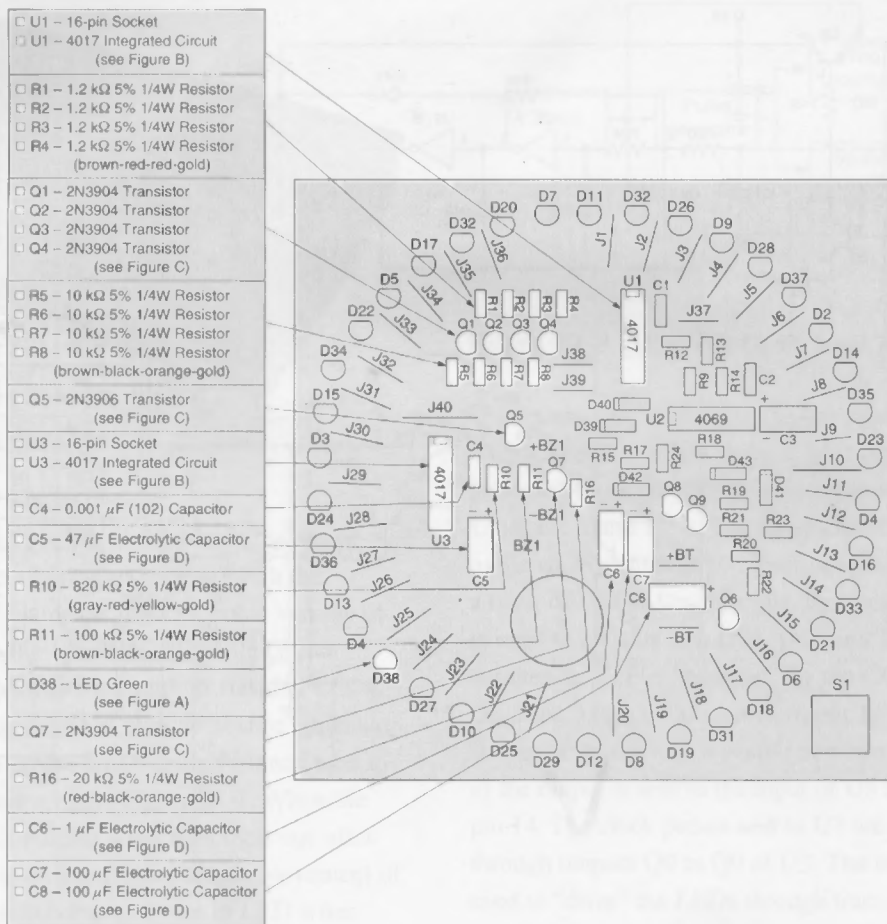 □ U1 – 16-pin Socket
□ U1 – 4017 Integrated Circuit
(see Figure B)
□ R1 – 1.2 kΩ 5% 1/4W Resistor
□ R2 – 1.2 kΩ 5% 1/4W Resistor
□ R3 – 1.2 kΩ 5% 1/4W Resistor
□ R4 – 1.2 kΩ 5% 1/4W Resistor
(brown-red-red-gold)
□ Q1 – 2N3904 Transistor
□ Q2 – 2N3904 Transistor
□ Q3 – 2N3904 Transistor
□ Q4 – 2N3904 Transistor
(see Figure C)
□ R5 – 10 kΩ 5% 1/4W Resistor
□ R6 – 10 kΩ 5% 1/4W Resistor
□ R7 – 10 kΩ 5% 1/4W Resistor
□ R8 – 10 kΩ 5% 1/4W Resistor
(brown-black-orange-gold)
□ Q5 – 2N3906 Transistor
(see Figure C)
□ U3 – 16-pin Socket
□ U3 – 4017 Integrated Circuit
(see Figure B)
□ C4 – 0.001 µF (102) Capacitor
□ C5 – 47 µF Electrolytic Capacitor
(see Figure D)
□ R10 – 820 kΩ 5% 1/4W Resistor
(gray-red-yellow-gold)
□ R11 – 100 kΩ 5% 1/4W Resistor
(brown-black-orange-gold)
□ D38 – LED Green
(see Figure A)
□ Q7 – 2N3904 Transistor
(see Figure C)
□ R16 – 20 kΩ 5% 1/4W Resistor
(red-black-orange-gold)
□ C6 – 1 µF Electrolytic Capacitor
(see Figure D)
□ C7 – 100 µF Electrolytic Capacitor
□ C8 – 100 µF Electrolytic Capacitor
(see Figure D)
D20
D7
D11
D32
D26
D32
D9
D17
D28
D5
D37
D22
D2
D34
D14
D15
D35
D3
D23
D24
D4
D36
D16
D13
D33
D4
D21
D38
D6
D27
D18
D10
D31
D25
D29
D12
D8
D19
S1
J1
J2
J3
J4
J5
J6
J7
J8
J9
J10
J11
J12
J13
J14
J15
J16
J17
J18
J19
J20
J21
J22
J23
J24
J25
J26
J27
J28
J29
J30
J31
J32
J33
J34
J35
J36
J37
J38
J39
J40
U1
4017
C1
R1
R2
R3
R4
Q1
Q2
Q3
Q4
R5
R6
R7
R8
R12
R13
R9
R14
C2
D40
D39
U2
4069
+
–
C3
Q5
+BZ1
R15
R17
R24
R18
4017
U3
C4
R10
R11
Q7
R16
D42
D43
D41
Q8
Q9
R19
R21
R23
R20
R22
+
C5
–BZ1
BZ1
+
+
C6
C7
+BT
C8
+
–
–BT
Q6